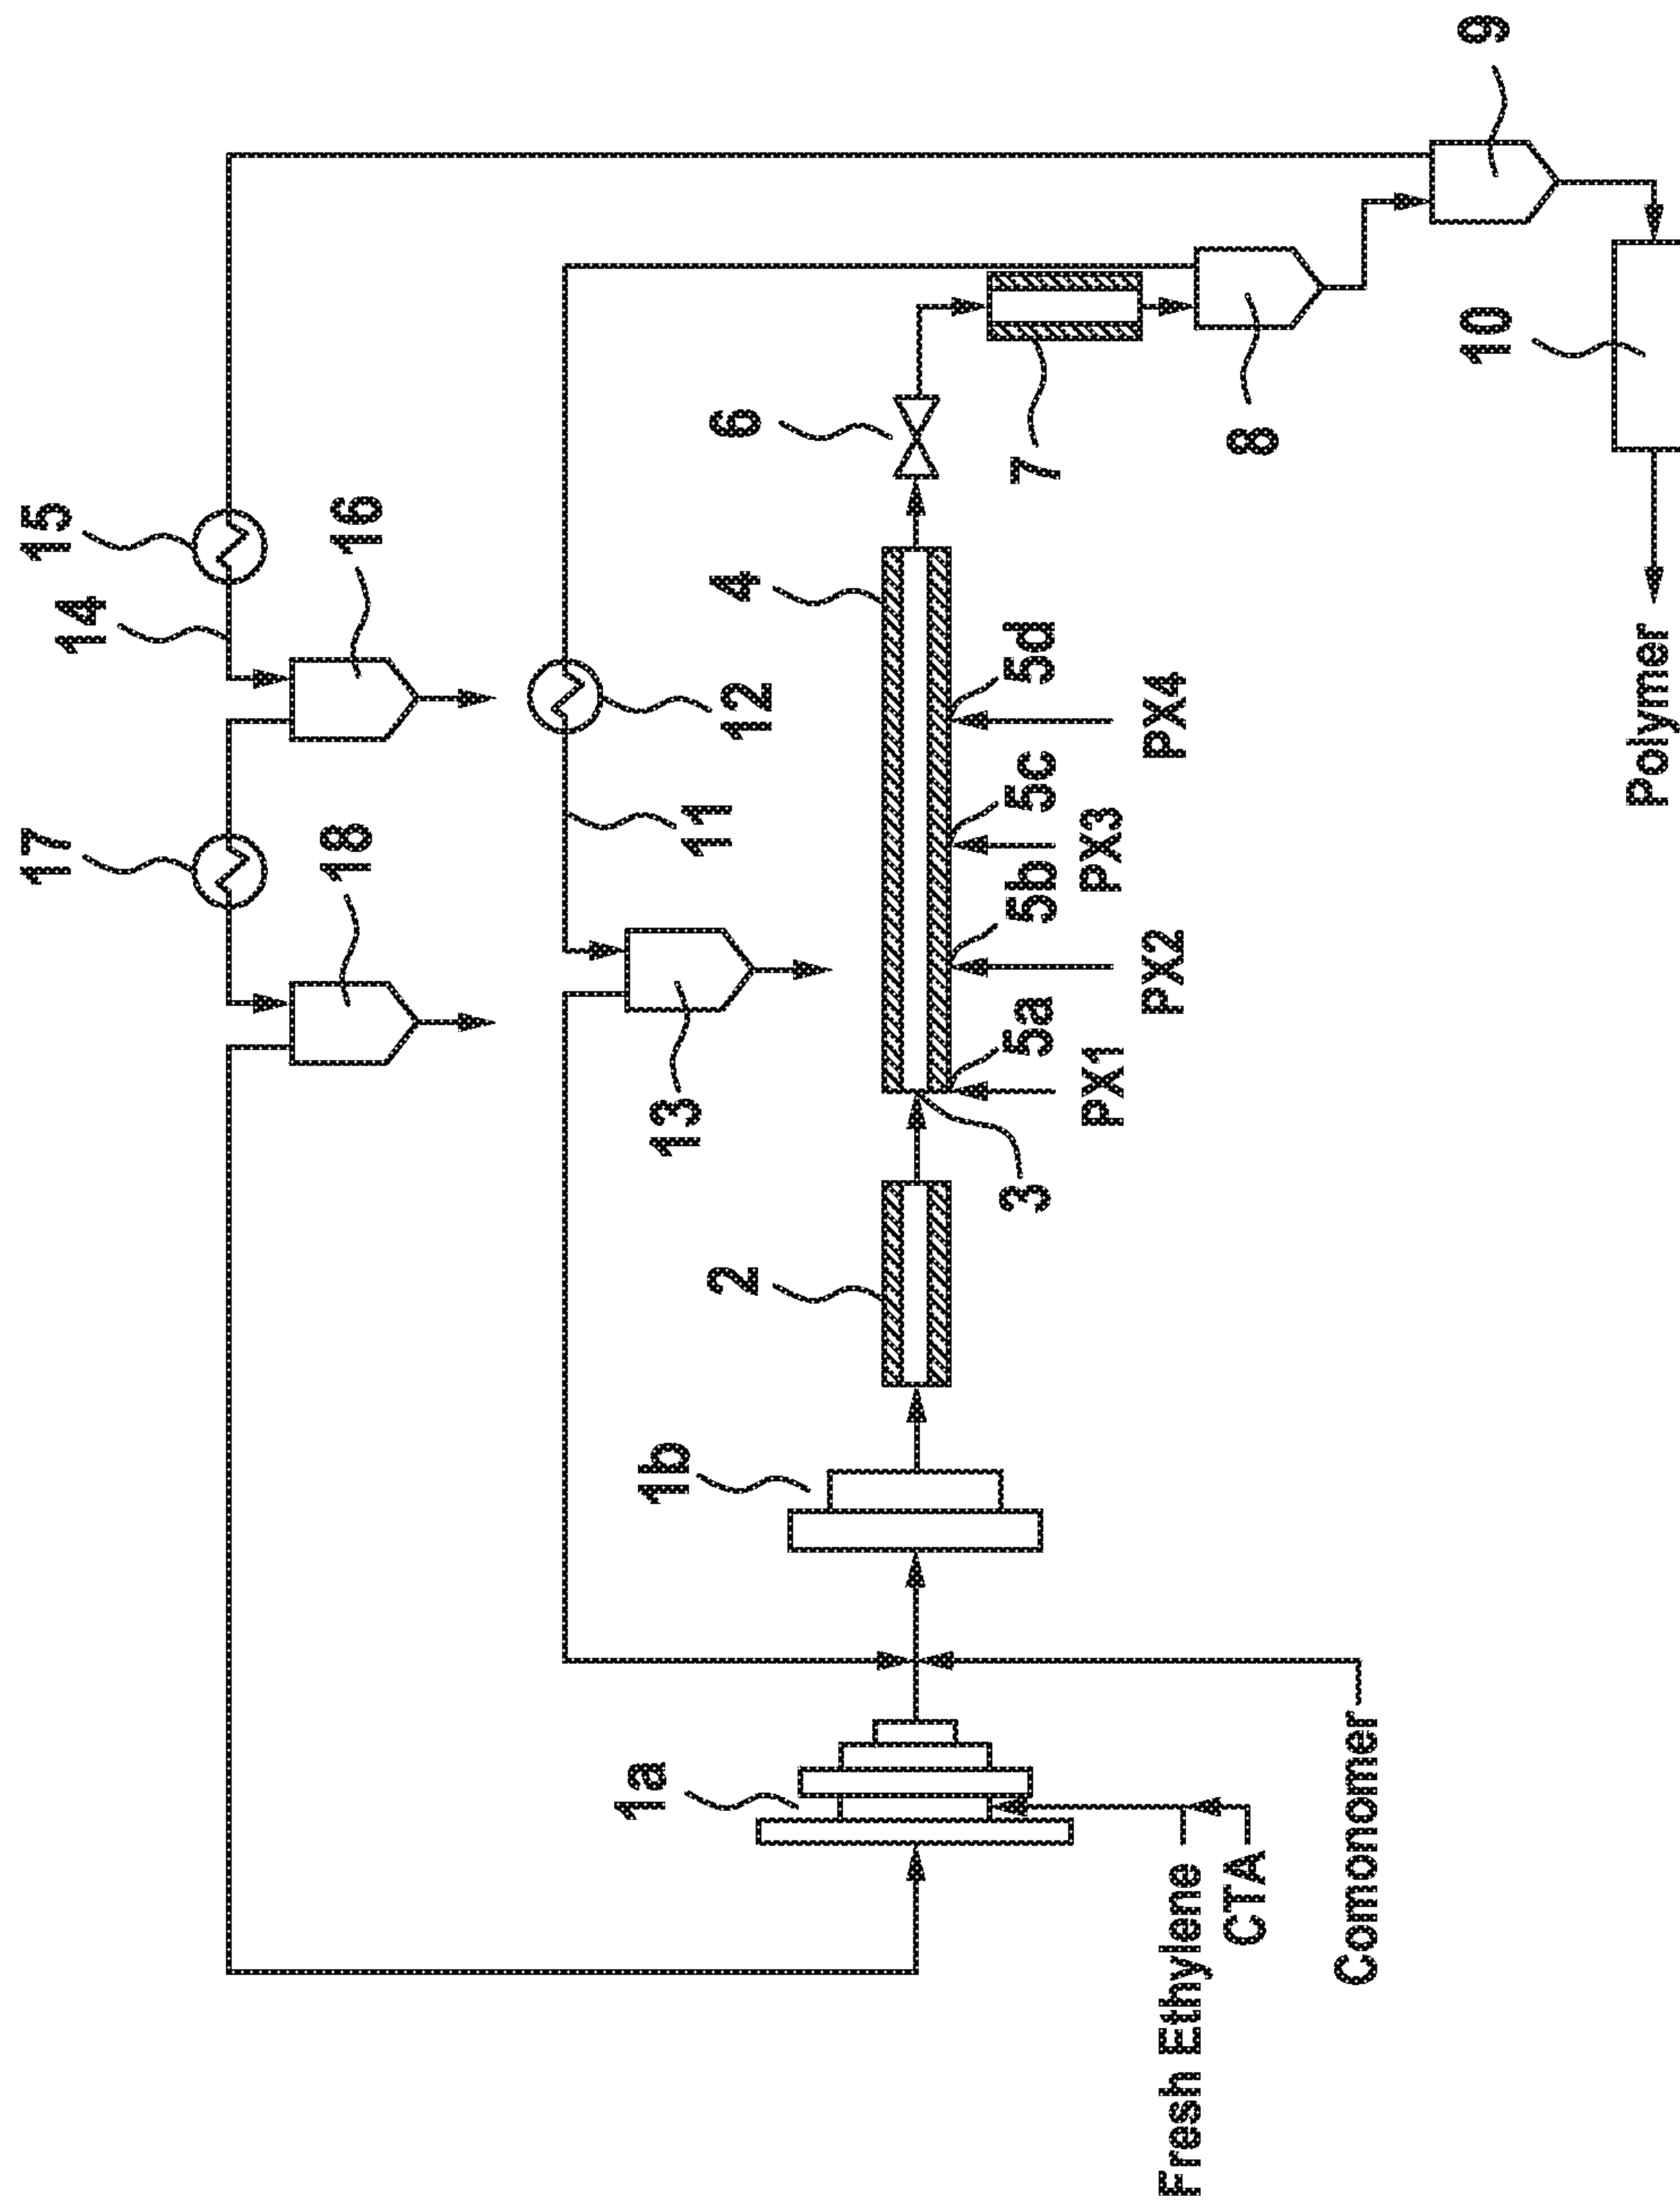 17
15
14
18
16
1a
1b
13
11
12
2
4
6
3
5a
5b
5c
5d
7
PX1
PX3
PX2
PX4
Fresh Ethylene
CTA
8
Comonomer
10
9
Polymer